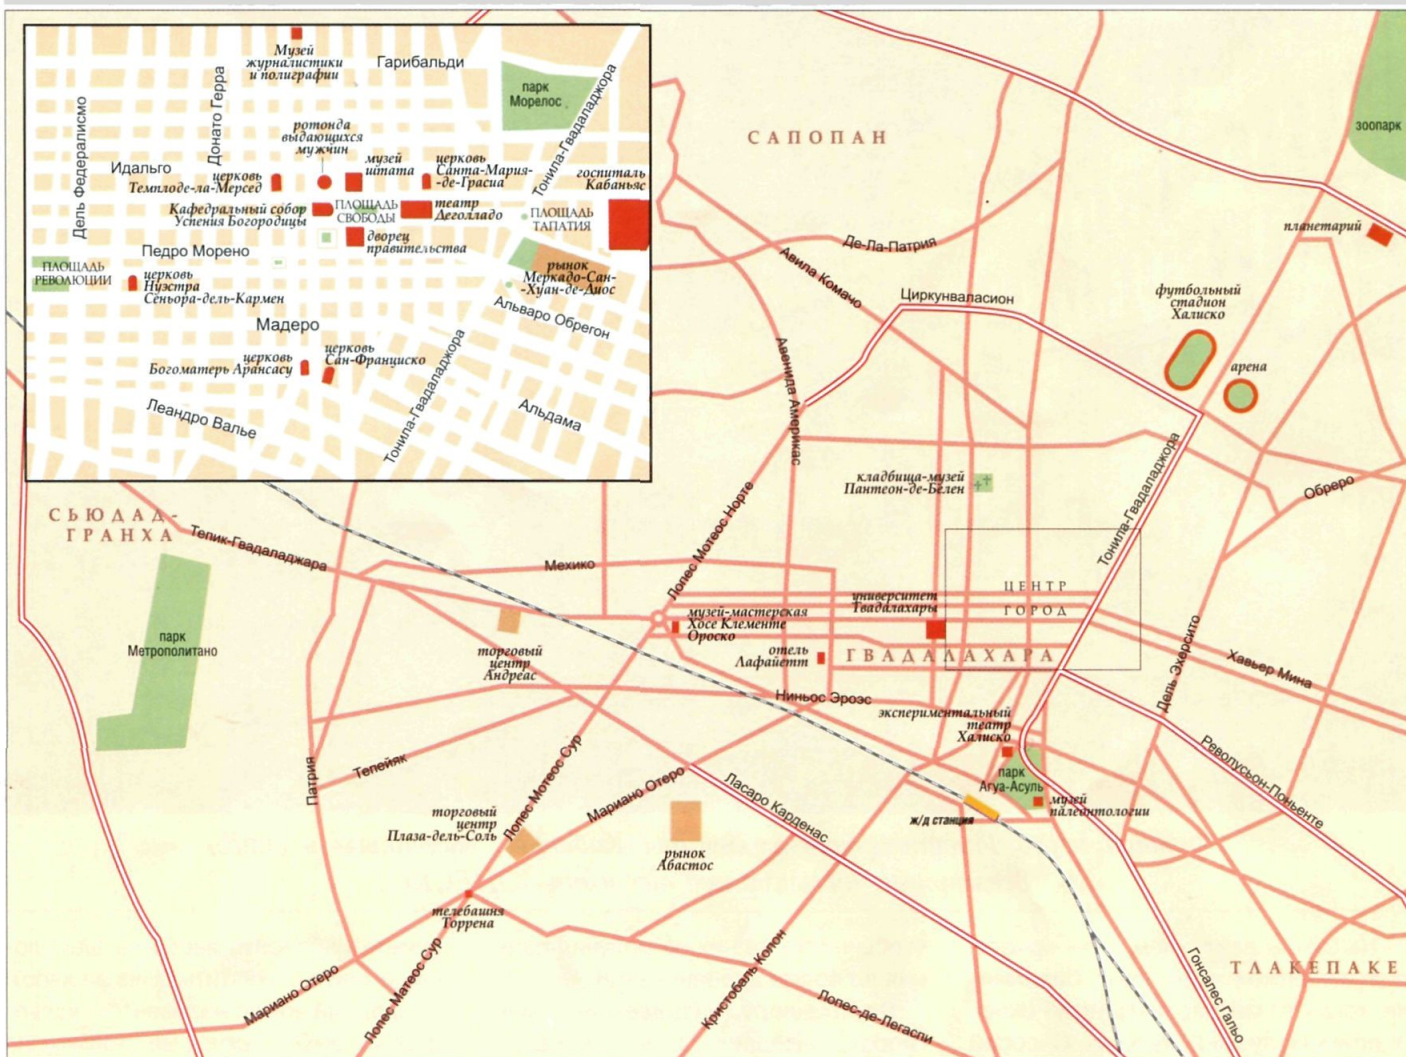 Музей
журналистики
и полиграфии
Гарибальди
парк
Морелос
Тонила-Гвадаладжора
Дель Федералисмо
Донато Герра
ротонда
выдающихся
мужчин
Идальго
церковь
Темплоде-ла-Мерсед
музей
штата
церковь
Санта-Мария-
-де-Грасиа
госпиталь
Кабаньяс
Кафедральный собор
Успения Богородицы
ПЛОЩАДЬ
СВОБОДЫ
театр
Деголладо
ПЛОЩАДЬ
ТАПАТИЯ
дворец
правительства
Педро Морено
ПЛОЩАДЬ
РЕВОЛЮЦИИ
церковь
Нуэстра
Сеньора-дель-Кармен
рынок
Меркадо-Сан-
-Хуан-де-Диос
Альваро Обрегон
Мадеро
церковь
Богоматерь Арансасу
церковь
Сан-Франциско
Тонила-Гвадаладжора
Леандро Валье
Альдама
САПОПАН
зоопарк
планетарий
Де-Ла-Патрия
Авила Комачо
Циркунваласион
футбольный
стадион
Халиско
арена
Авенида Америкас
кладбища-музей
Пантеон-де-Белен
Тонила-Гвадаладжора
Обреро
СЬЮДАД-
ГРАНХА
Тепик-Гвадаладжара
Мехико
Лопес Мотеос Норте
ЦЕНТР
ГОРОД
университет
Гвадалахары
музей-мастерская
Хосе Клементе
Ороско
отель
Лафайетт
ГВАДАЛАХАРА
парк
Метрополитано
торговый
центр
Андреас
Ниньос Эроэс
Дель Эхерсито
Хавьер Мина
экспериментальный
театр
Халиско
парк
Агуа-Асуль
музей
палеонтологии
ж/д станция
Револусьон-Поньенте
Патрия
Тепейяк
Лопес Мотеос Сур
Мариано Отеро
Ласаро Карденас
торговый
центр
Плаза-дель-Соль
рынок
Абастос
телебашня
Торрена
Мариано Отеро
Лопес Матеос Сур
Кристобаль Колон
Лопес-де-Легаспи
Гонсалес Гальо
ТЛАКЕПАКЕ